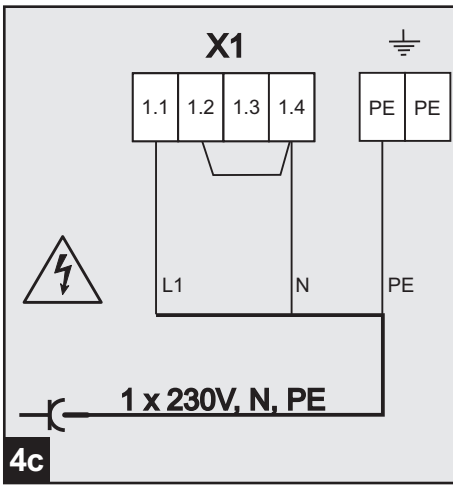 X1
1.1 1.2 1.3 1.4 PE PE
L1 N PE
1 x 230V, N, PE
4c